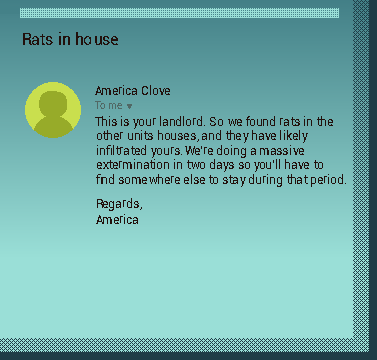 Rats in house
America Clove
To me ▼
This is your landlord. So we found rats in the
other units houses, and they have likely
infiltrated yours. We're doing a massive
extermination in two days so you'll have to
find somewhere else to stay during that period.
Regards,
America